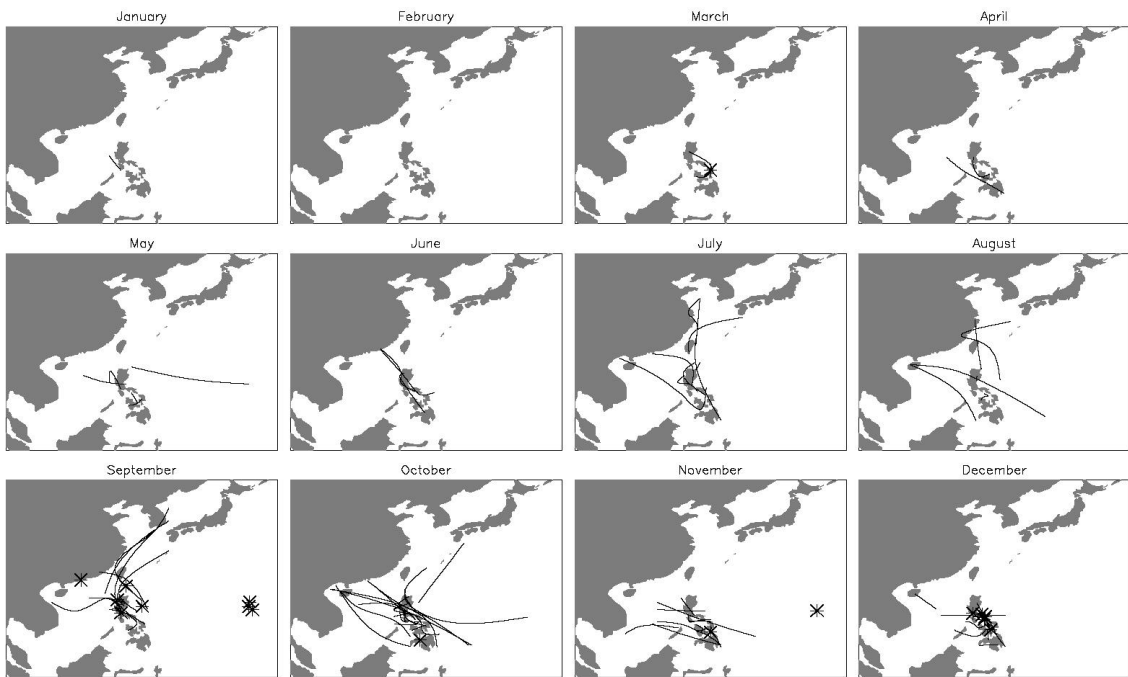 January
February
March
April
May
June
July
August
September
October
November
December